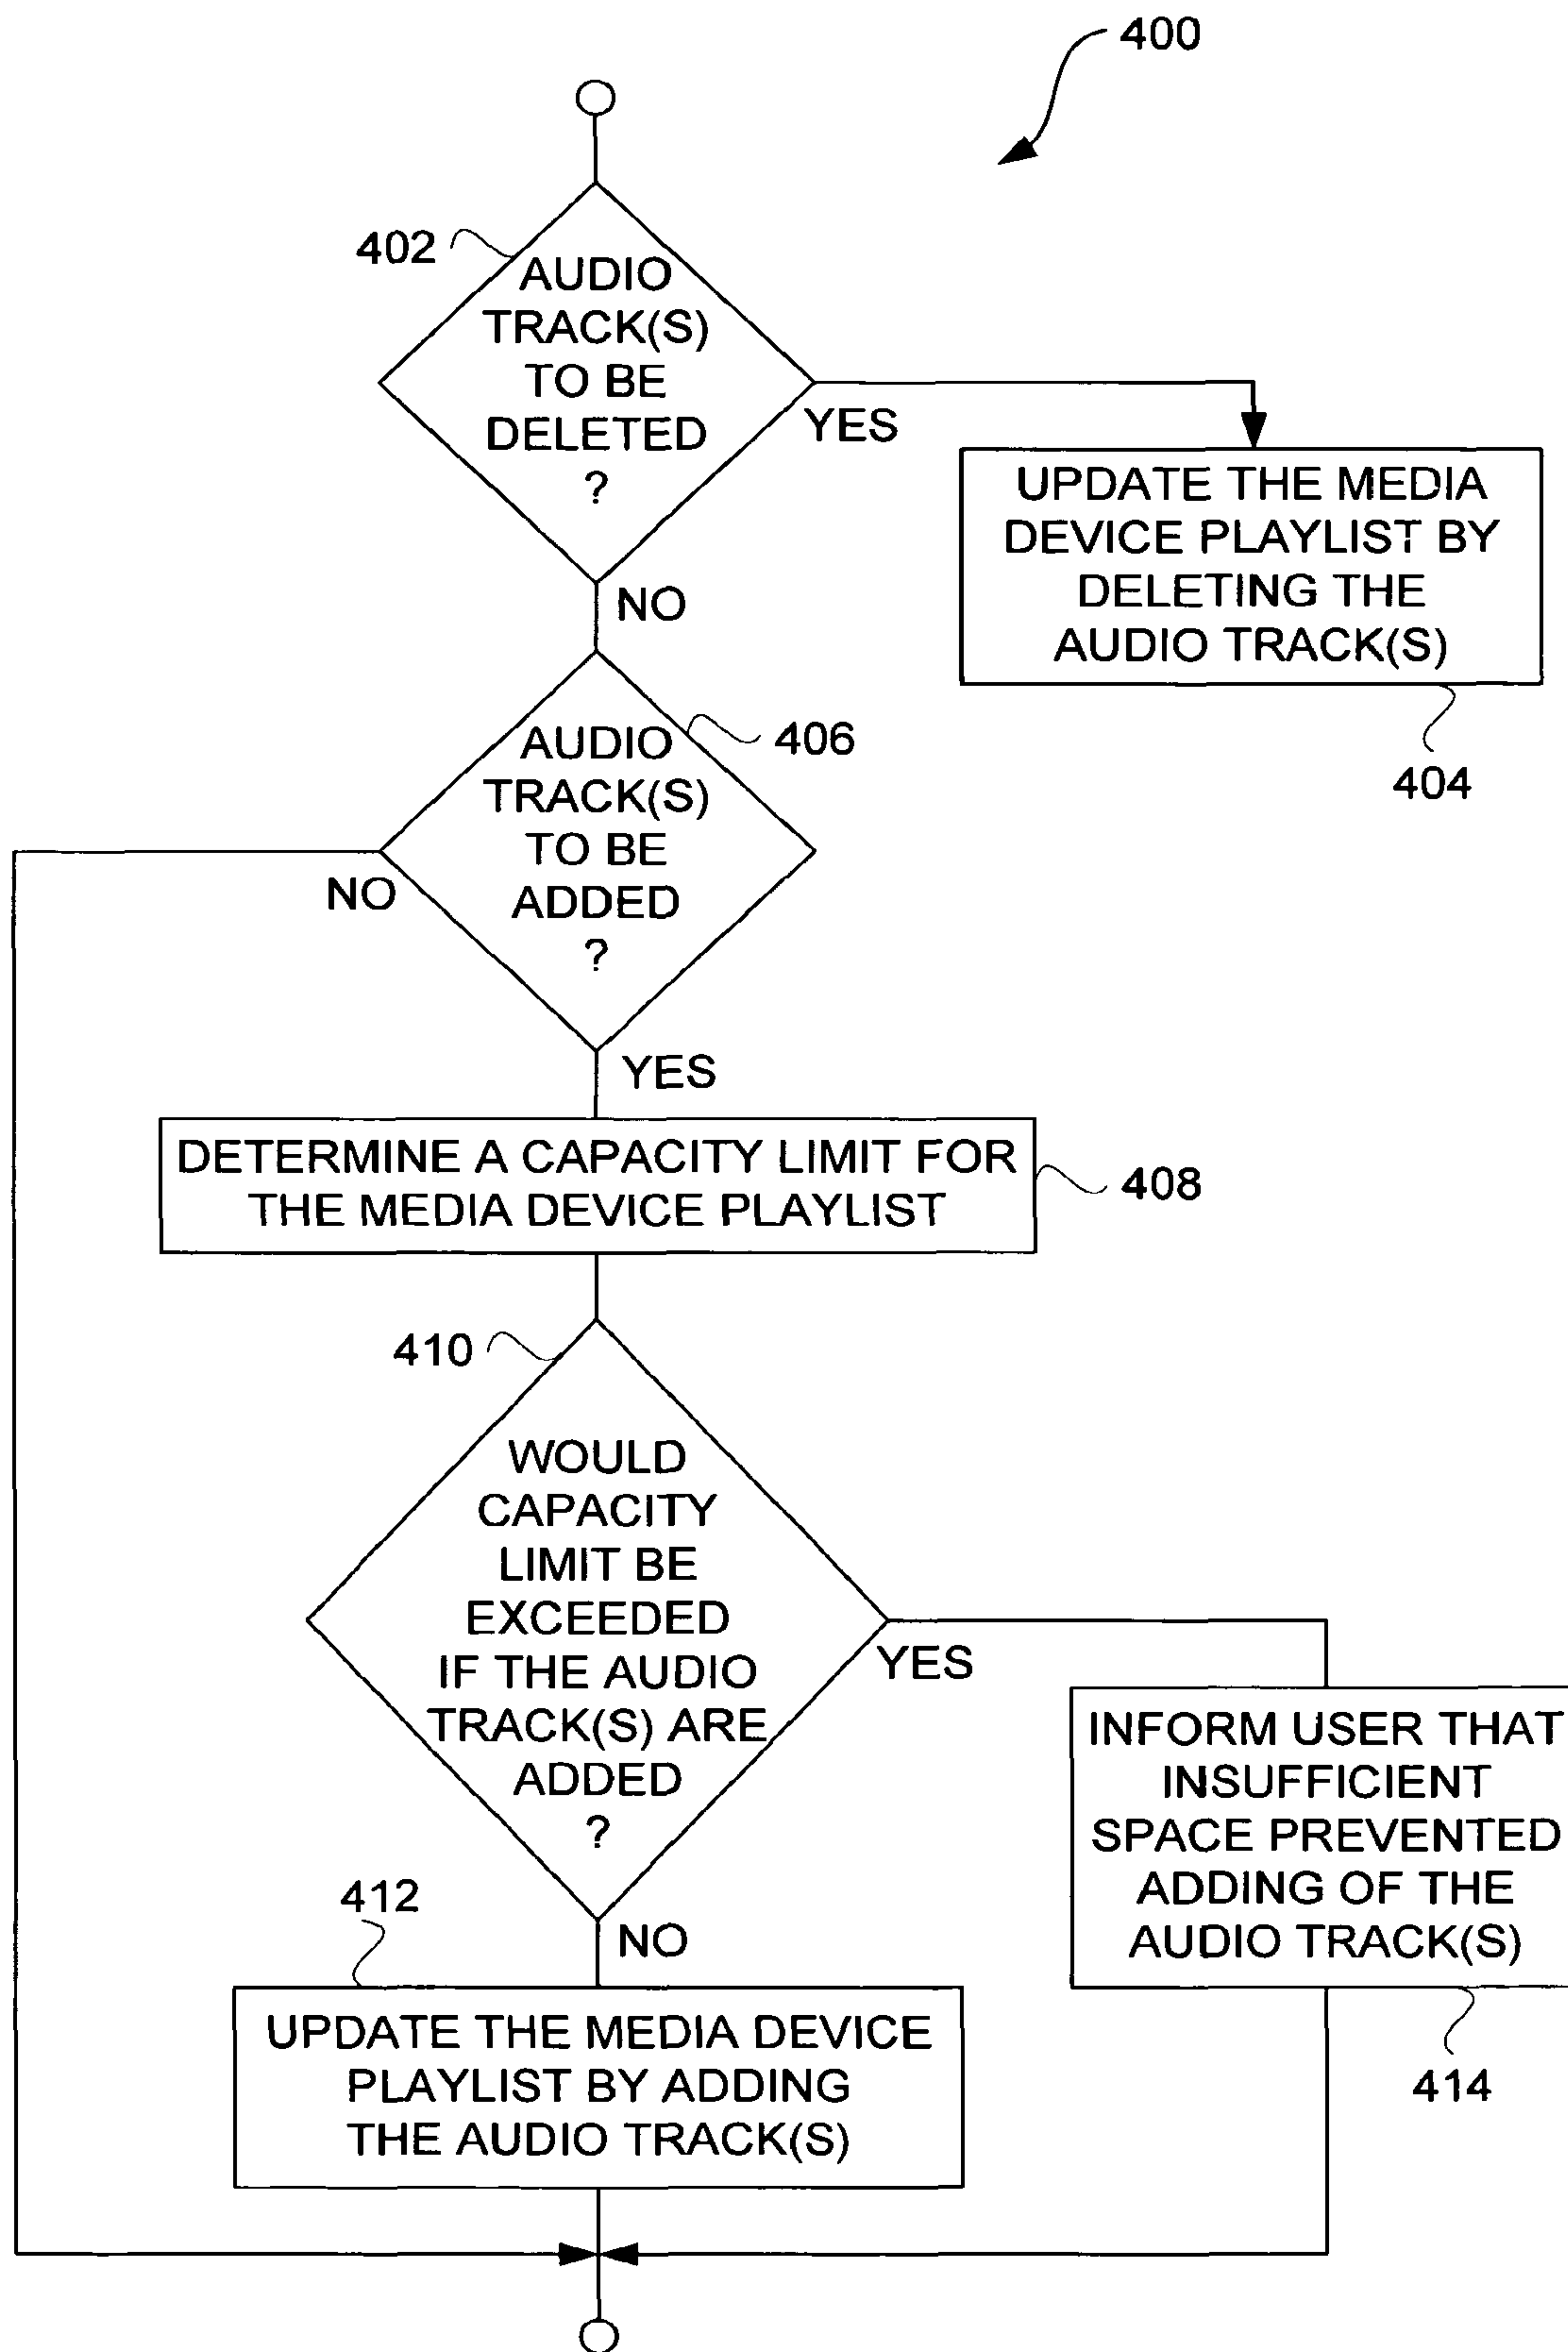 400
402
AUDIO
TRACK(S)
TO BE
DELETED
?
YES
NO
UPDATE THE MEDIA
DEVICE PLAYLIST BY
DELETING THE
AUDIO TRACK(S)
404
AUDIO
TRACK(S)
TO BE
ADDED
?
406
NO
YES
DETERMINE A CAPACITY LIMIT FOR
THE MEDIA DEVICE PLAYLIST
408
410
WOULD
CAPACITY
LIMIT BE
EXCEEDED
IF THE AUDIO
TRACK(S) ARE
ADDED
?
YES
NO
INFORM USER THAT
INSUFFICIENT
SPACE PREVENTED
ADDING OF THE
AUDIO TRACK(S)
414
412
UPDATE THE MEDIA DEVICE
PLAYLIST BY ADDING
THE AUDIO TRACK(S)